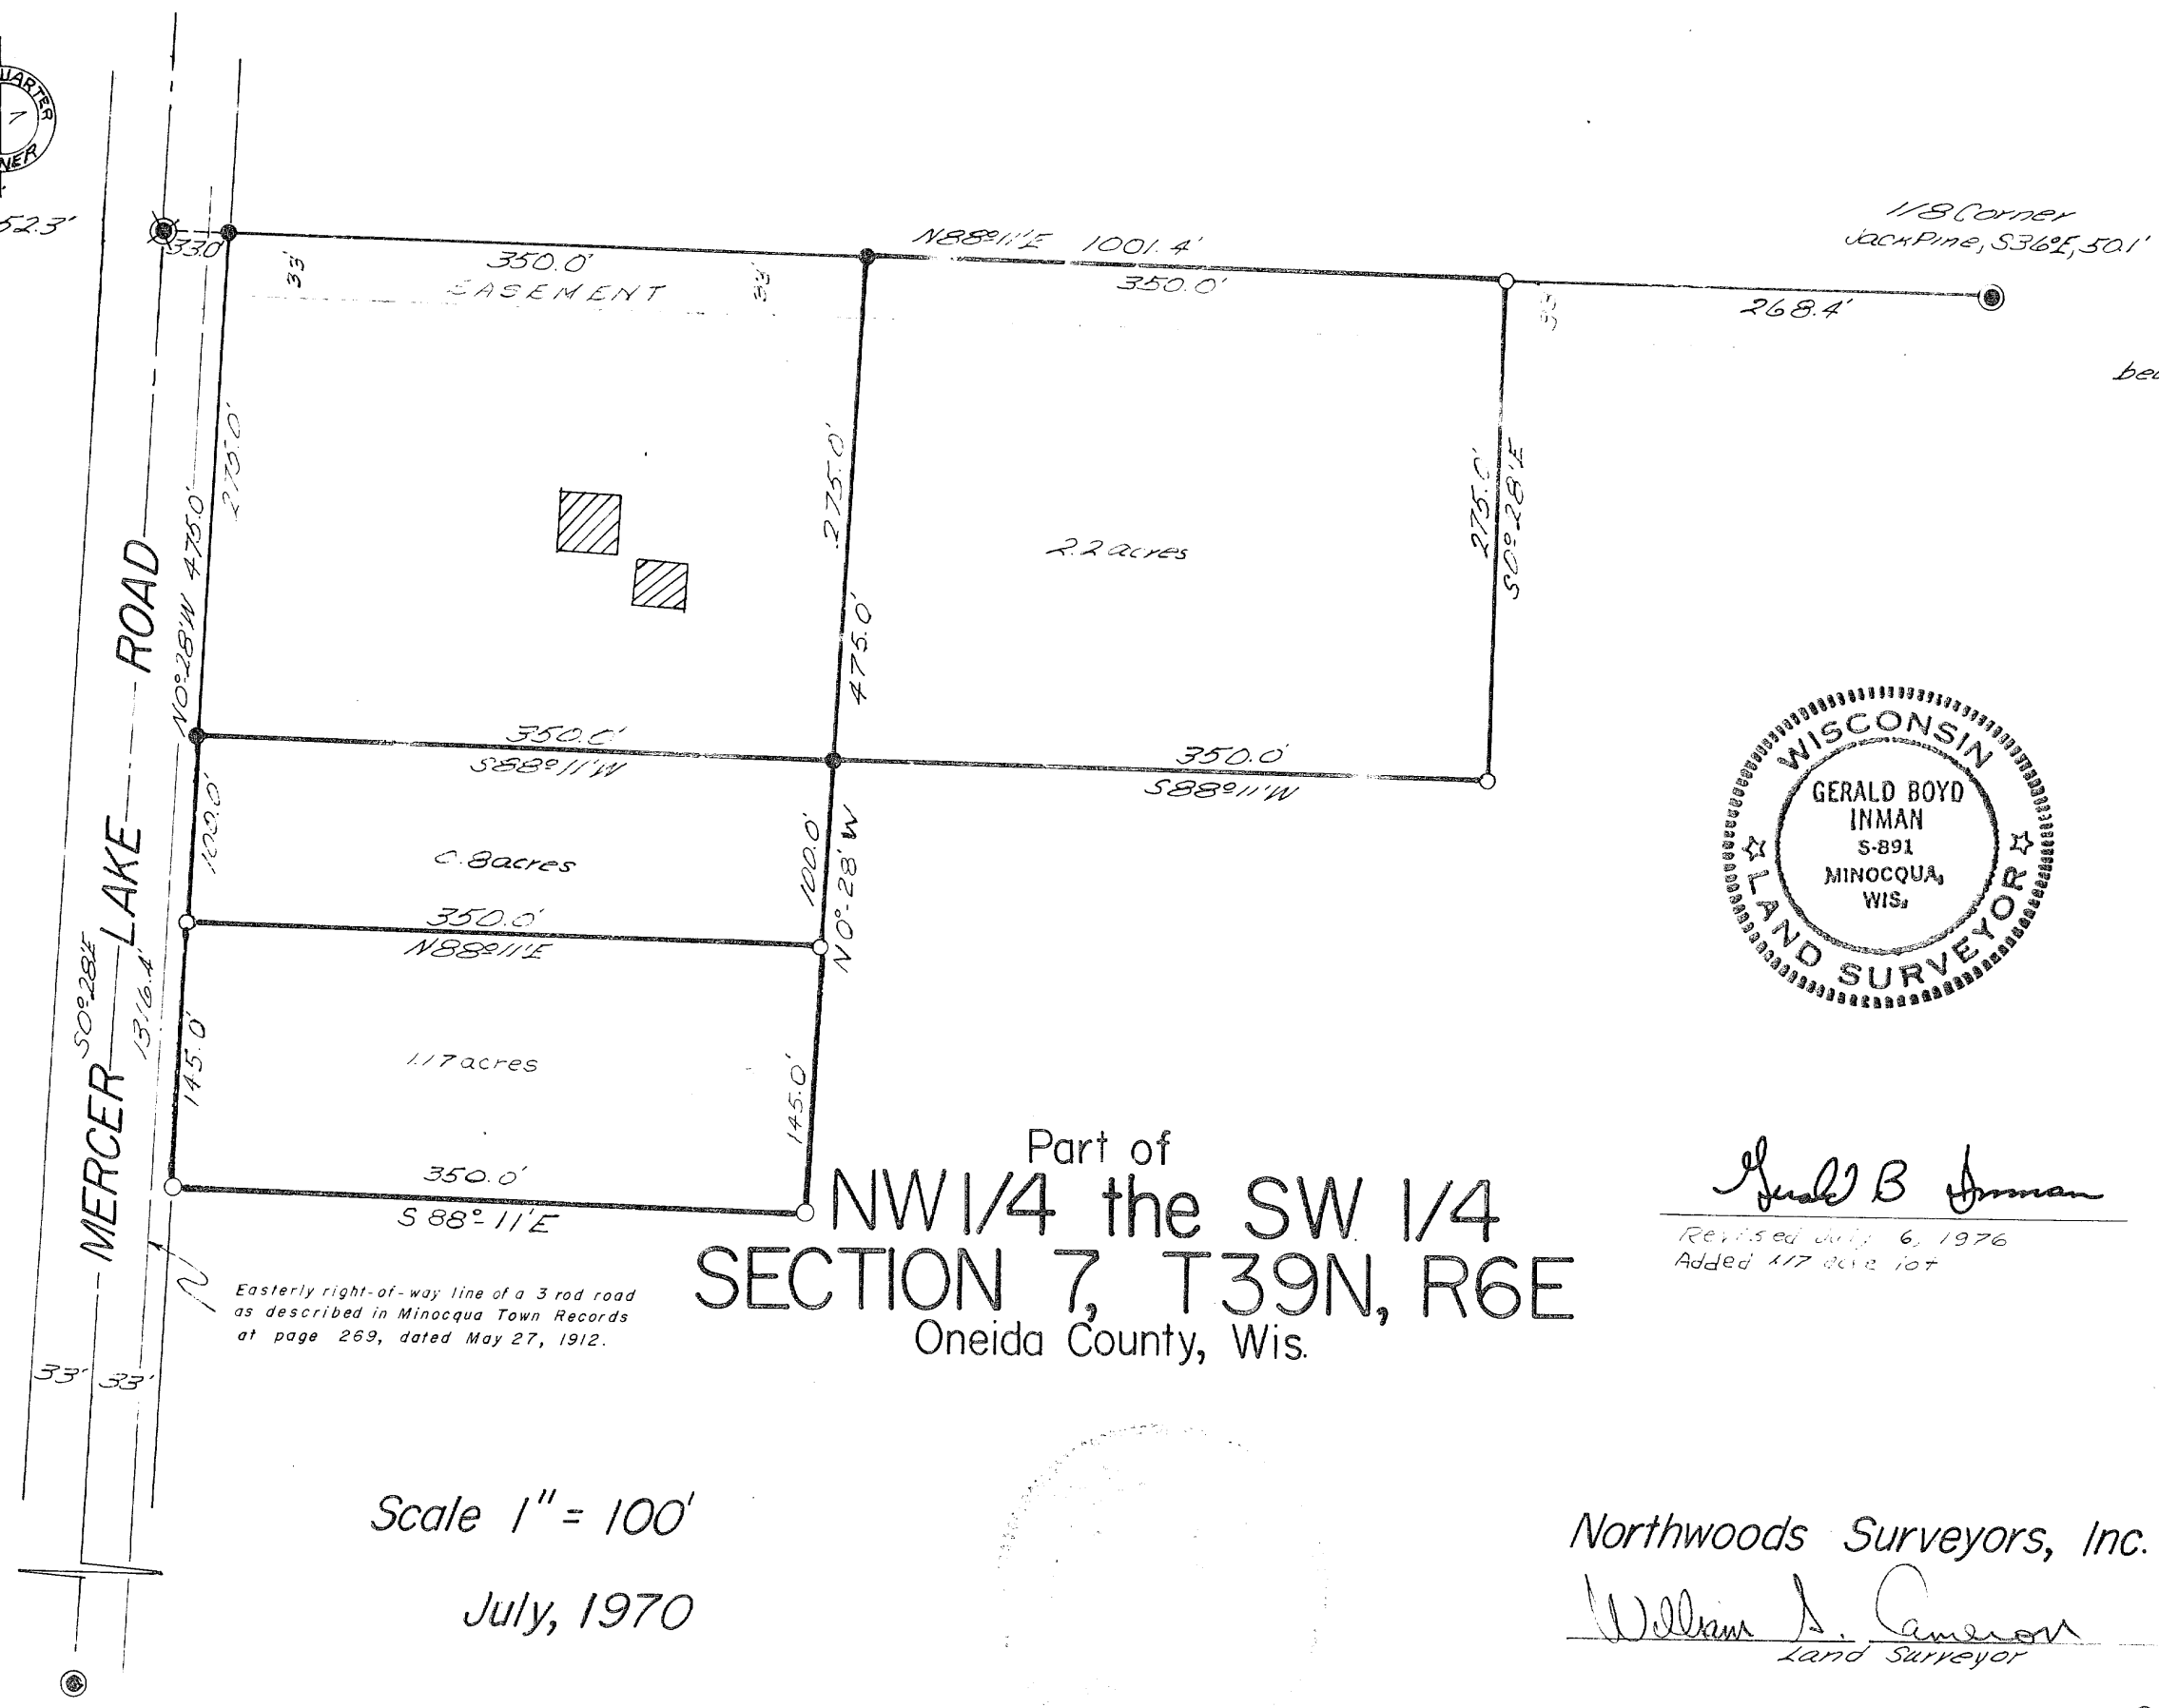 QUARTER
7
52.3'
33.0'
350.0'
EASEMENT
33'
33'
N88°11'E 1001.4'
350.0'
33'
268.4'
1/8 Corner
Jack Pine, S36°E, 50.1'
275.0'
N0°-28'W 475.0'
275.0'
475.0'
2.2 acres
275.0'
S0°-28'E
350.0'
S88°11'W
350.0'
S88°11'W
100.0'
0.8 acres
100.0'
N0°-28'W
350.0'
N88°11'E
145.0'
1.17 acres
145.0'
350.0'
S 88°-11'E
MERCER LAKE ROAD
S0°-28'E
1316.4'
Easterly right-of-way line of a 3 rod road
as described in Minocqua Town Records
at page 269, dated May 27, 1912.
33' 33'
Part of
NW 1/4 the SW 1/4
SECTION 7, T39N, R6E
Oneida County, Wis.
WISCONSIN
GERALD BOYD
INMAN
S-891
MINOCQUA,
WIS.
LAND SURVEYOR
Gerald B Inman
Revised July 6, 1976
Added 1.17 acre lot
Scale 1" = 100'
July, 1970
Northwoods Surveyors, Inc.
William S. Cameron
Land Surveyor